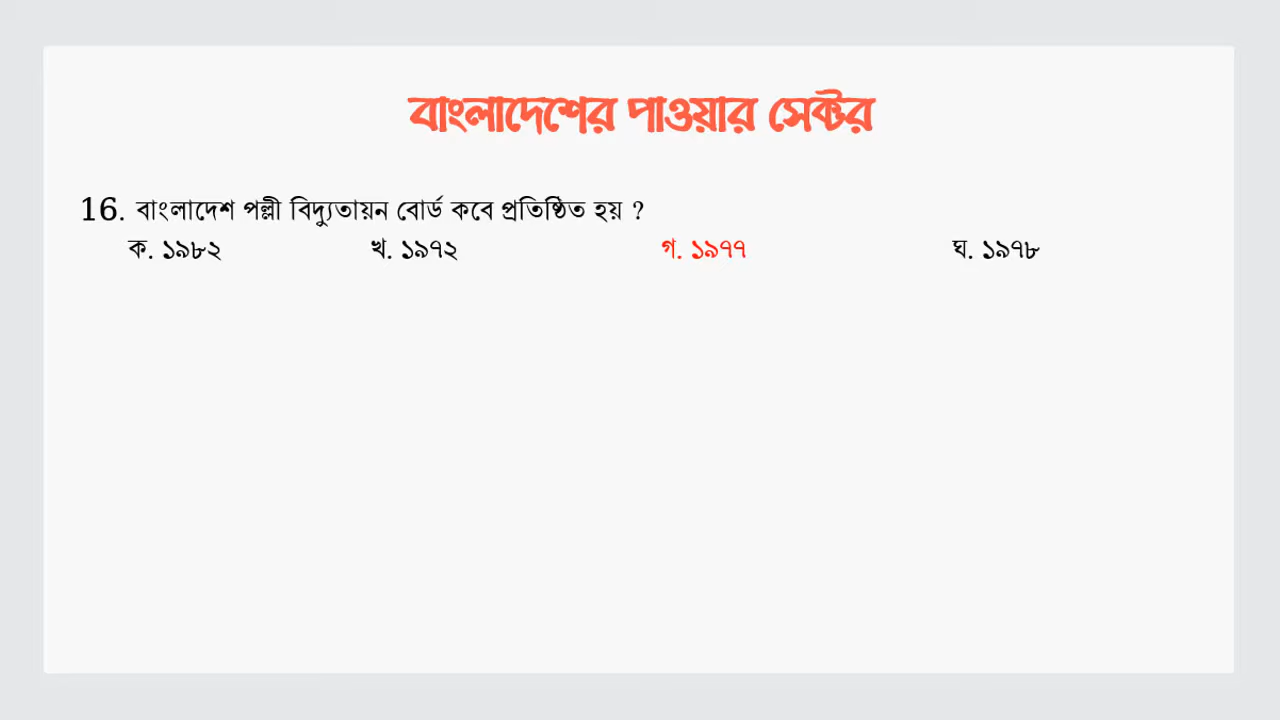 বাংলাদেশের পাওয়ার সেক্টর
16. বাংলাদেশ পল্লী বিদ্যুতায়ন বোর্ড কবে প্রতিষ্ঠিত হয় ?
ক. ১৯৮২ খ. ১৯৭২ গ. ১৯৭৭ ঘ. ১৯৭৮